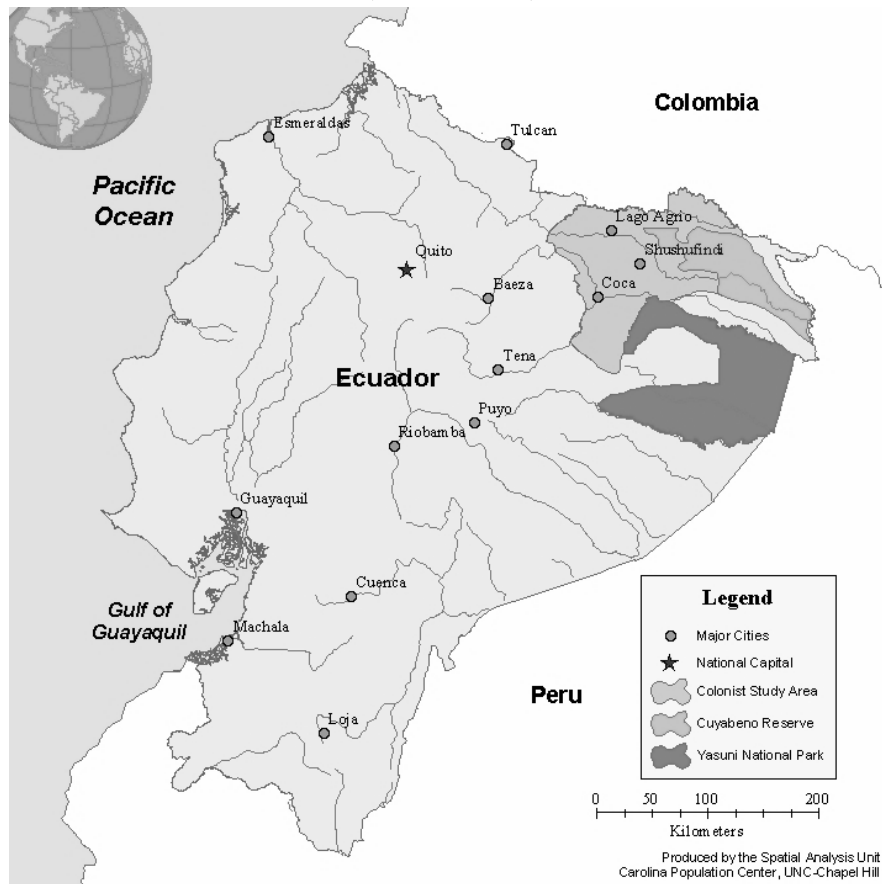 Colombia
Esmeraldas
Tulcan
Pacific
Ocean
Lago Agrio
Shushufindi
Quito
Baeza
Coca
Tena
Ecuador
Puyo
Riobamba
Guayaquil
Cuenca
Gulf of
Guayaquil
Machala
Peru
Loja
Legend
Major Cities
National Capital
Colonist Study Area
Cuyabeno Reserve
Yasuni National Park
0 50 100 200
Kilometers
Produced by the Spatial Analysis Unit
Carolina Population Center, UNC-Chapel Hill